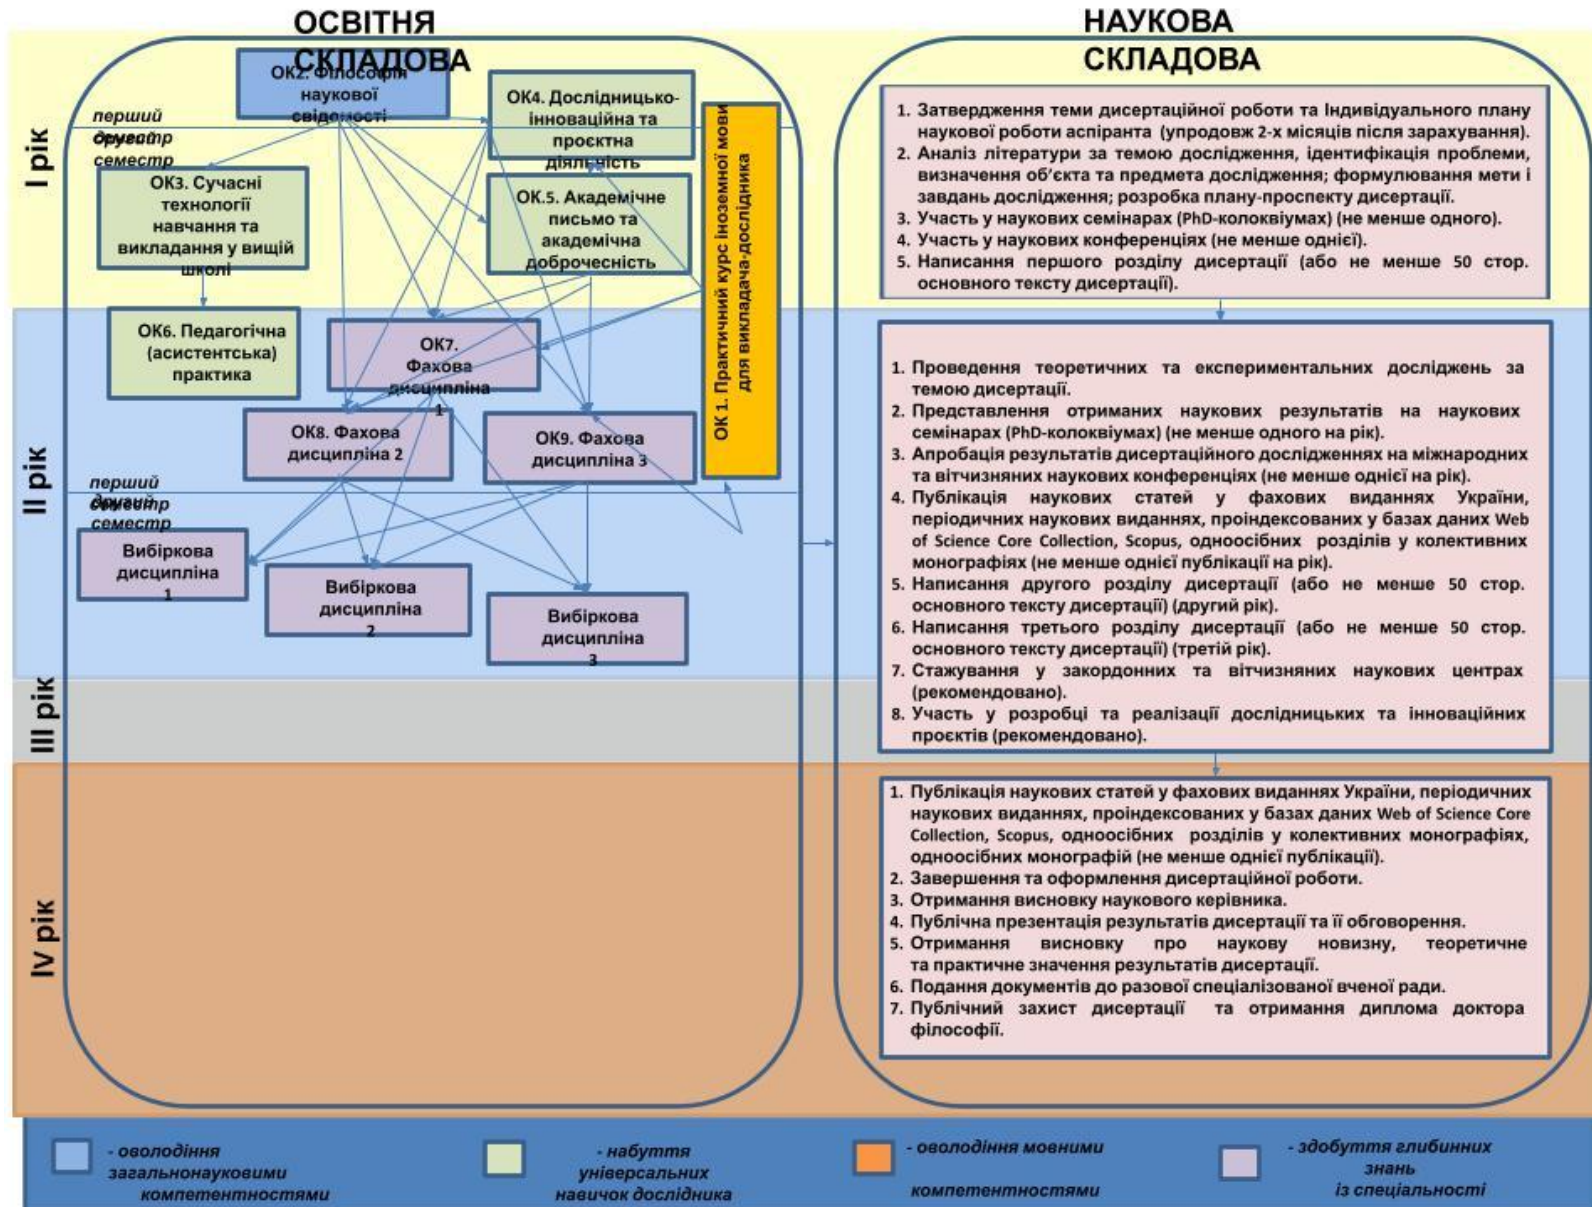 ОСВІТНЯ
СКЛАДОВА
НАУКОВА
СКЛАДОВА
І рік
перший
семестр
другий
семестр
ОК2. Філософія
наукової
свідомості
ОК4. Дослідницько-
інноваційна та
проєктна
діяльність
ОК3. Сучасні
технології
навчання та
викладання у вищій
школі
ОК.5. Академічне
письмо та
академічна
доброчесність
ОК 1. Практичний курс іноземної мови
для викладача-дослідника
ІІ рік
ОК6. Педагогічна
(асистентська)
практика
ОК7.
Фахова
дисципліна
1
ОК8. Фахова
дисципліна 2
ОК9. Фахова
дисципліна 3
перший
семестр
другий
семестр
Вибіркова
дисципліна
1
Вибіркова
дисципліна
2
Вибіркова
дисципліна
3
ІІІ рік
IV рік
1. Затвердження теми дисертаційної роботи та Індивідуального плану
наукової роботи аспіранта (упродовж 2-х місяців після зарахування).
2. Аналіз літератури за темою дослідження, ідентифікація проблеми,
визначення об’єкта та предмета дослідження; формулювання мети і
завдань дослідження; розробка плану-проспекту дисертації.
3. Участь у наукових семінарах (PhD-колоквіумах) (не менше одного).
4. Участь у наукових конференціях (не менше однієї).
5. Написання першого розділу дисертації (або не менше 50 стор.
основного тексту дисертації).
1. Проведення теоретичних та експериментальних досліджень за
темою дисертації.
2. Представлення отриманих наукових результатів на наукових
семінарах (PhD-колоквіумах) (не менше одного на рік).
3. Апробація результатів дисертаційного дослідженнях на міжнародних
та вітчизняних наукових конференціях (не менше однієї на рік).
4. Публікація наукових статей у фахових виданнях України,
періодичних наукових виданнях, проіндексованих у базах даних Web
of Science Core Collection, Scopus, одноосібних розділів у колективних
монографіях (не менше однієї публікації на рік).
5. Написання другого розділу дисертації (або не менше 50 стор.
основного тексту дисертації) (другий рік).
6. Написання третього розділу дисертації (або не менше 50 стор.
основного тексту дисертації) (третій рік).
7. Стажування у закордонних та вітчизняних наукових центрах
(рекомендовано).
8. Участь у розробці та реалізації дослідницьких та інноваційних
проєктів (рекомендовано).
1. Публікація наукових статей у фахових виданнях України, періодичних
наукових виданнях, проіндексованих у базах даних Web of Science Core
Collection, Scopus, одноосібних розділів у колективних монографіях,
одноосібних монографій (не менше однієї публікації).
2. Завершення та оформлення дисертаційної роботи.
3. Отримання висновку наукового керівника.
4. Публічна презентація результатів дисертації та її обговорення.
5. Отримання висновку про наукову новизну, теоретичне
та практичне значення результатів дисертації.
6. Подання документів до разової спеціалізованої вченої ради.
7. Публічний захист дисертації та отримання диплома доктора
філософії.
- оволодіння
загальнонауковими
компетентностями
- набуття
універсальних
навичок дослідника
- оволодіння мовними
компетентностями
- здобуття глибинних
знань
із спеціальності